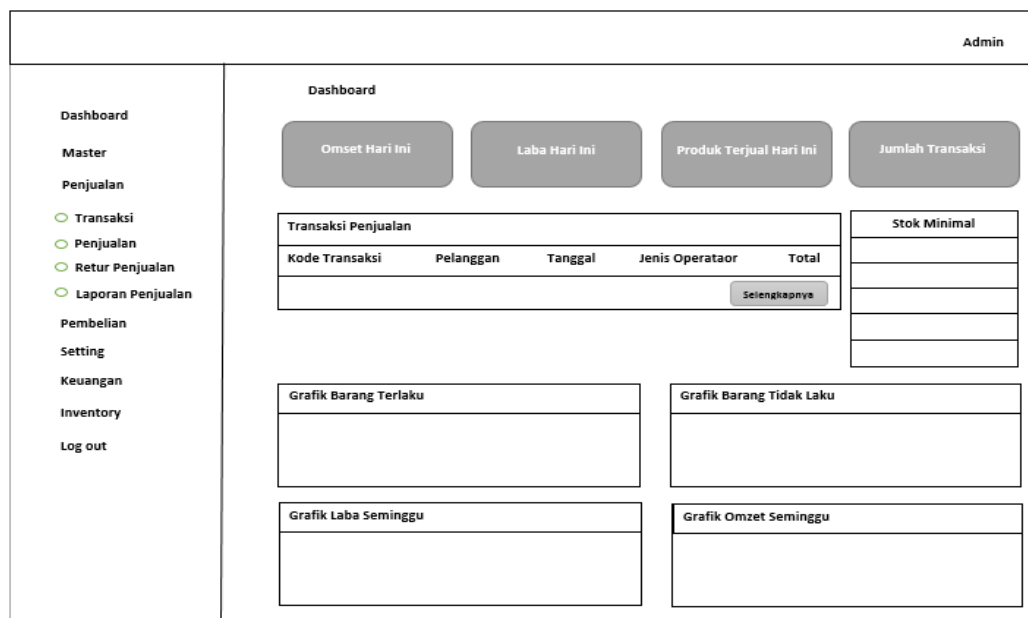 Admin
Dashboard
Master
Penjualan
Transaksi
Penjualan
Retur Penjualan
Laporan Penjualan
Pembelian
Setting
Keuangan
Inventory
Log out
Dashboard
Omset Hari Ini
Laba Hari Ini
Produk Terjual Hari Ini
Jumlah Transaksi
Transaksi Penjualan
Kode Transaksi Pelanggan Tanggal Jenis Operataor Total
Selengkapnya
Stok Minimal
Grafik Barang Terlaku
Grafik Barang Tidak Laku
Grafik Laba Seminggu
Grafik Omzet Seminggu